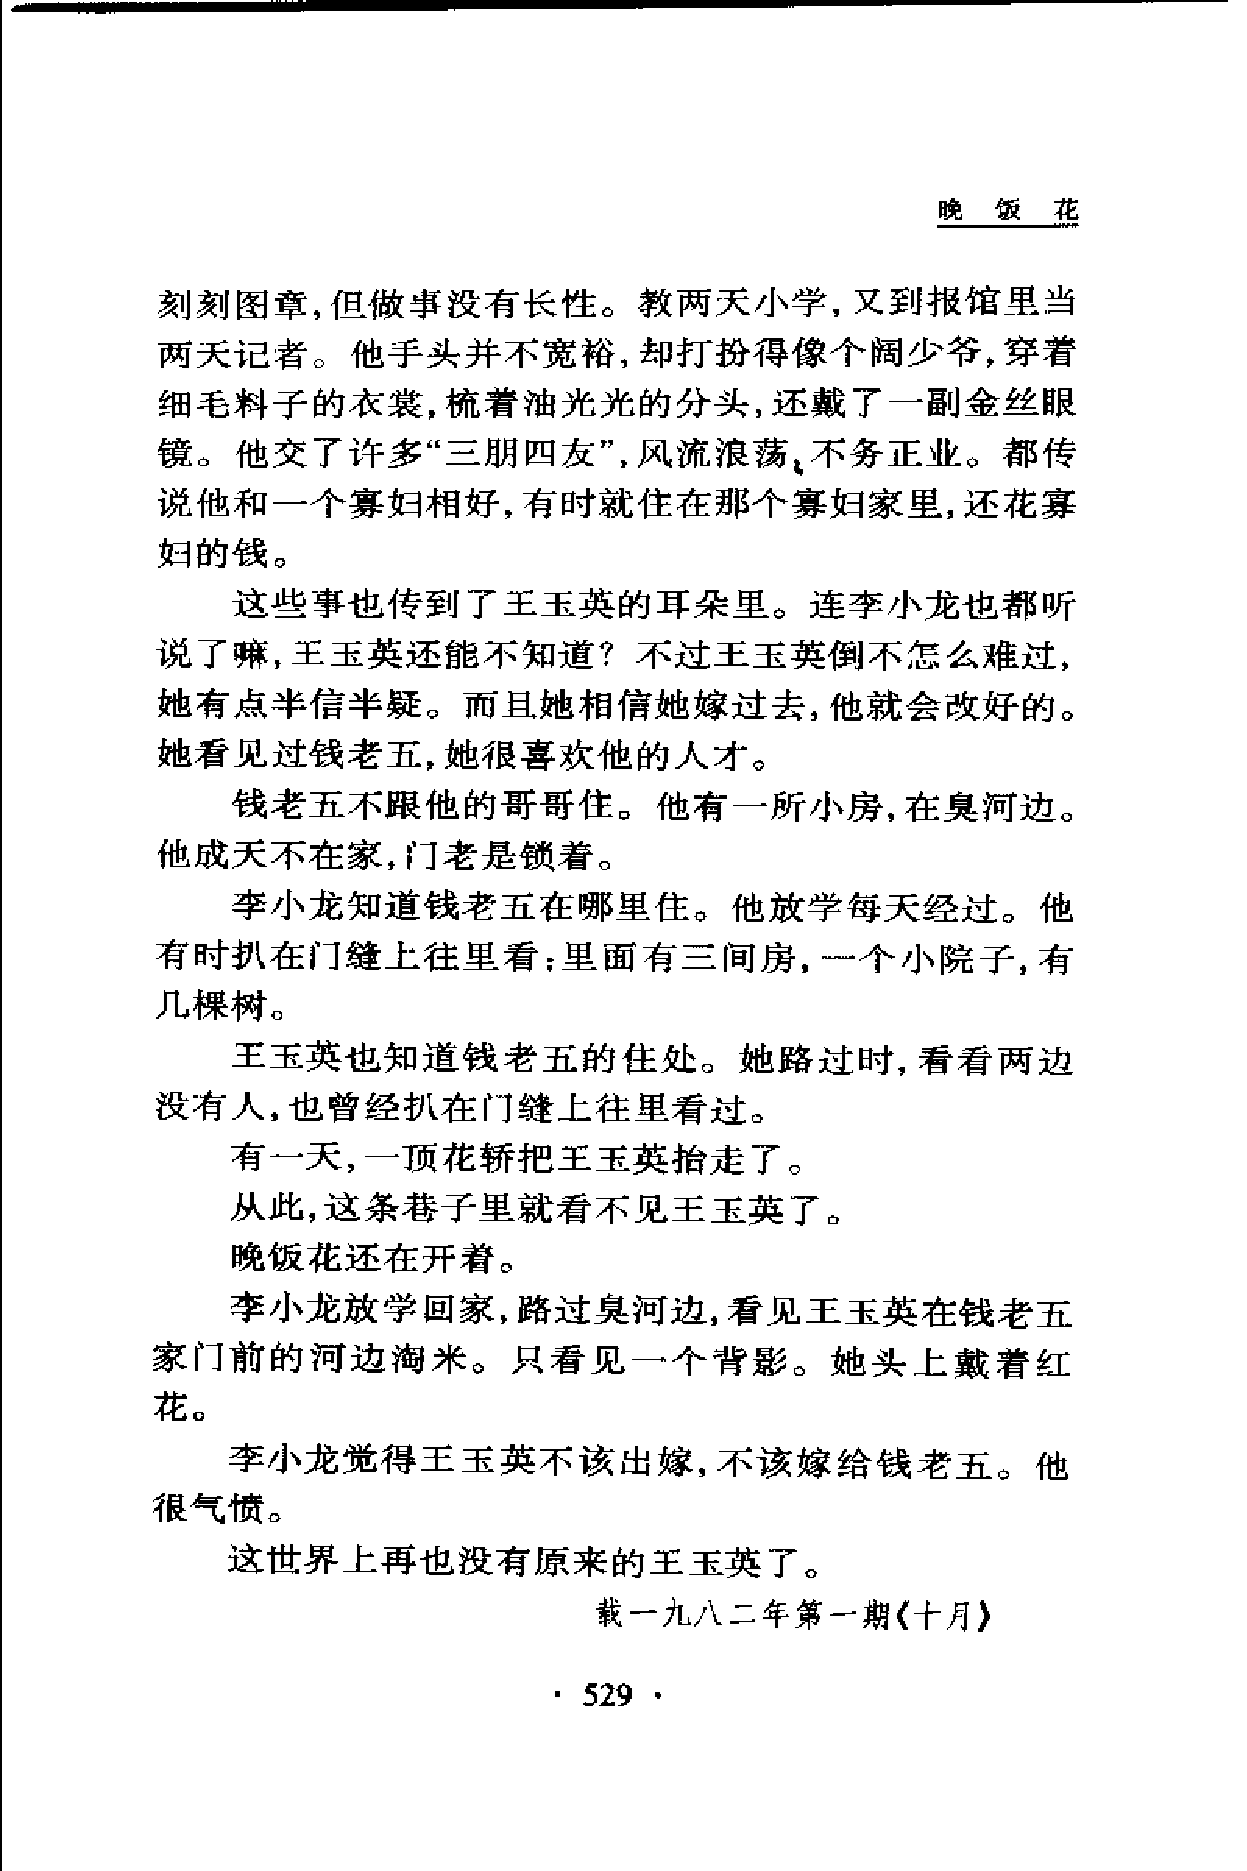 晚饭花
刻刻图章,但做事没有长性。教两天小学,又到报馆里当
两天记者。他手头并不宽裕,却打扮得像个阔少爷,穿着
细毛料子的衣裳,梳着油光光的分头,还戴了一副金丝眼
镜。他交了许多“三朋四友”,风流浪荡,不务正业。都传
说他和一个寡妇相好,有时就住在那个寡妇家里,还花寡
妇的钱。
这些事也传到了王玉英的耳朵里。连李小龙也都听
说了嘛,王玉英还能不知道?不过王玉英倒不怎么难过,
她有点半信半疑。而且她相信她嫁过去,他就会改好的。
她看见过钱老五,她很喜欢他的人才。
钱老五不跟他的哥哥住。他有一所小房,在臭河边。
他成天不在家,门老是锁着。
李小龙知道钱老五在哪里住。他放学每天经过。他
有时扒在门缝上往里看:里面有三间房,一个小院子,有
几棵树。
王玉英也知道钱老五的住处。她路过时,看看两边
没有人,也曾经扒在门缝上往里看过。
有一天,一顶花轿把王玉英抬走了。
从此,这条巷子里就看不见王玉英了。
晚饭花还在开着。
李小龙放学回家,路过臭河边,看见王玉英在钱老五
家门前的河边淘米。只看见一个背影。她头上戴着红
花。
李小龙觉得王玉英不该出嫁,不该嫁给钱老五。他
很气愤。
这世界上再也没有原来的王玉英了。
载一九八二年第一期《十月》
· 529 ·